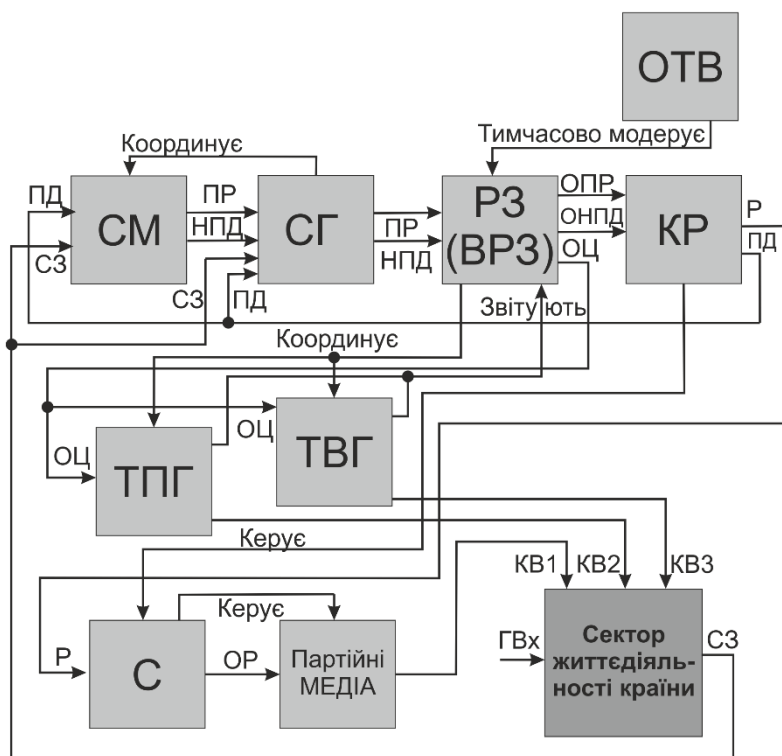 ОТВ
Тимчасово модерує
Координує
ПД
СМ
ПР
НПД
СГ
ПР
НПД
РЗ
(ВРЗ)
ОПР
ОНПД
ОЦ
КР
Р
ПД
СЗ
СЗ
ПД
Звітують
Координує
ОЦ
ТПГ
ОЦ
ТВГ
Керує
КВ1
КВ2
КВ3
Керує
Р
С
ОР
Партійні
МЕДІА
ГВх
Сектор
життєдіяль-
ності країни
СЗ